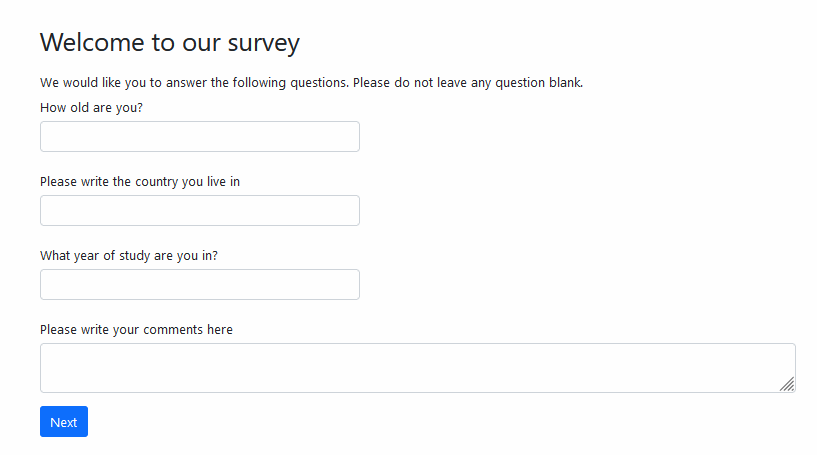 Welcome to our survey
We would like you to answer the following questions. Please do not leave any question blank.
How old are you?
Please write the country you live in
What year of study are you in?
Please write your comments here
Next